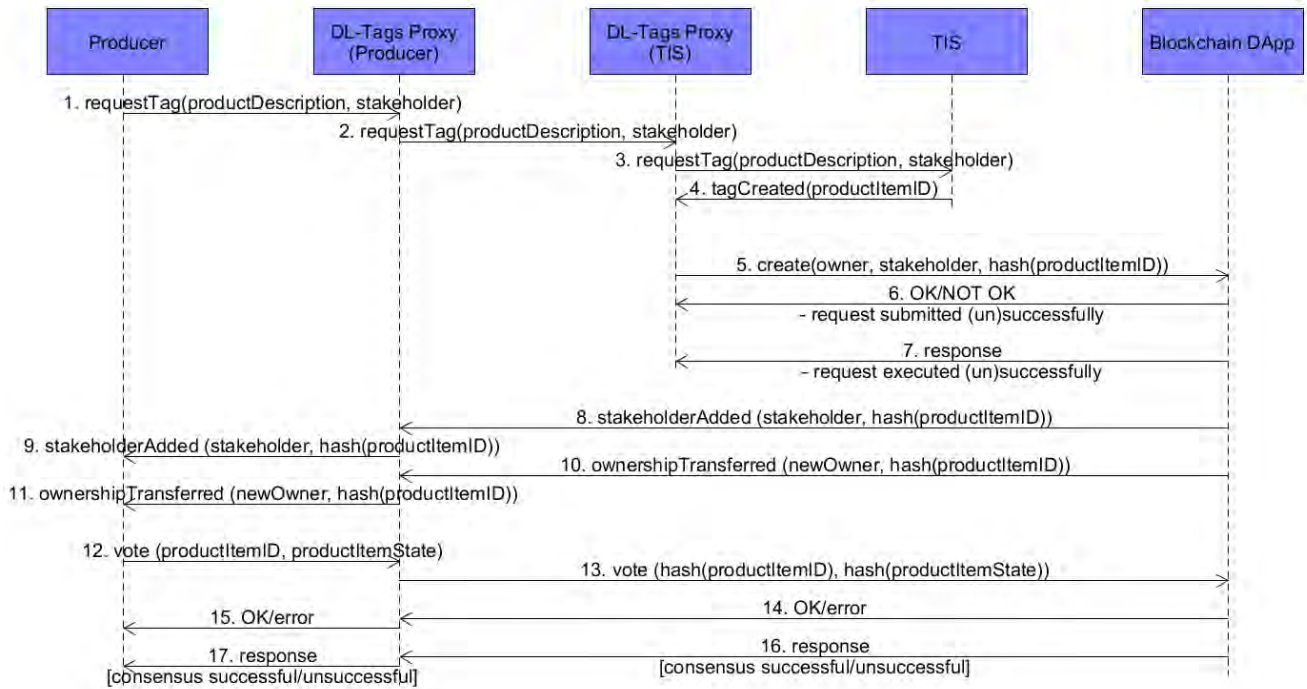 Producer
DL-Tags Proxy
(Producer)
DL-Tags Proxy
(TIS)
TIS
Blockchain DApp
1. requestTag(productDescription, stakeholder)
2. requestTag(productDescription, stakeholder)
3. requestTag(productDescription, stakeholder)
4. tagCreated(productItemID)
5. create(owner, stakeholder, hash(productItemID))
6. OK/NOT OK
- request submitted (un)successfully
7. response
- request executed (un)successfully
8. stakeholderAdded (stakeholder, hash(productItemID))
9. stakeholderAdded (stakeholder, hash(productItemID))
10. ownershipTransferred (newOwner, hash(productItemID))
11. ownershipTransferred (newOwner, hash(productItemID))
12. vote (productItemID, productItemState)
13. vote (hash(productItemID), hash(productItemState))
14. OK/error
15. OK/error
16. response
[consensus successful/unsuccessful]
17. response
[consensus successful/unsuccessful]